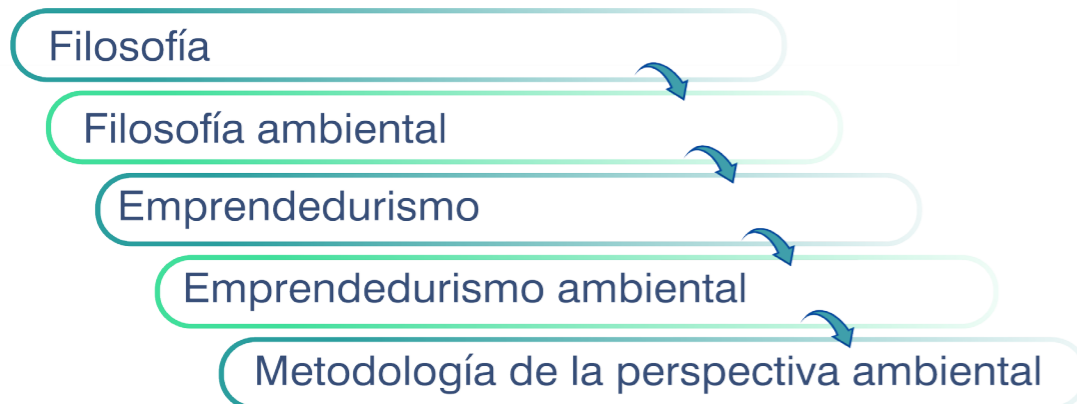 Filosofía
Filosofía ambiental
Emprendedurismo
Emprendedurismo ambiental
Metodología de la perspectiva ambiental